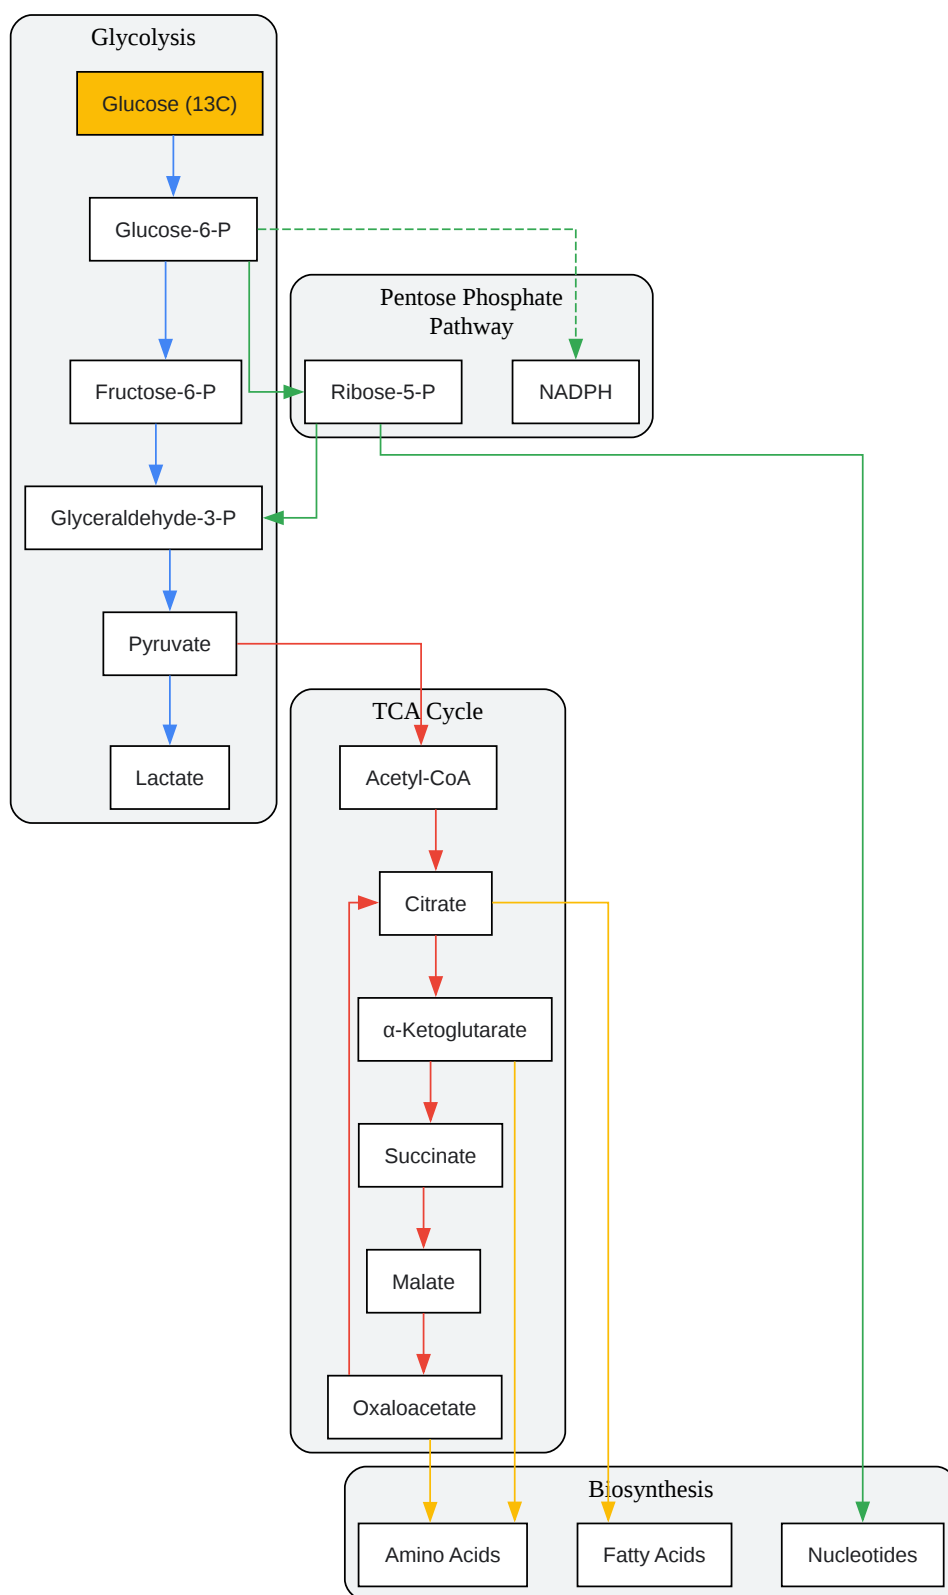 Glycolysis
Glucose (13C)
Glucose-6-P
Pentose Phosphate
Pathway
Fructose-6-P
Ribose-5-P
NADPH
Glyceraldehyde-3-P
Pyruvate
TCA Cycle
Lactate
Acetyl-CoA
Citrate
α-Ketoglutarate
Succinate
Malate
Oxaloacetate
Biosynthesis
Amino Acids
Fatty Acids
Nucleotides